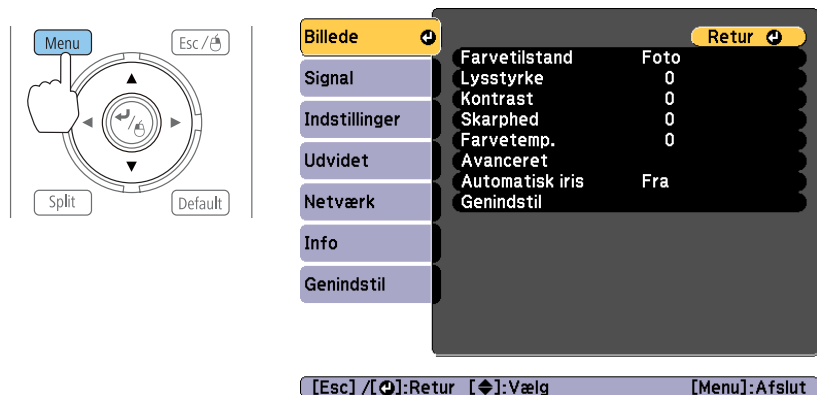 Menu
Esc /
Split
Default
Billede
Signal
Indstillinger
Udvidet
Netværk
Info
Genindstil
Retur
Farvetilstand Foto
Lysstyrke 0
Kontrast 0
Skarphed 0
Farvetemp. 0
Avanceret
Automatisk iris Fra
Genindstil
[Esc] /[ ]:Retur [ ]:Vælg [Menu]:Afslut